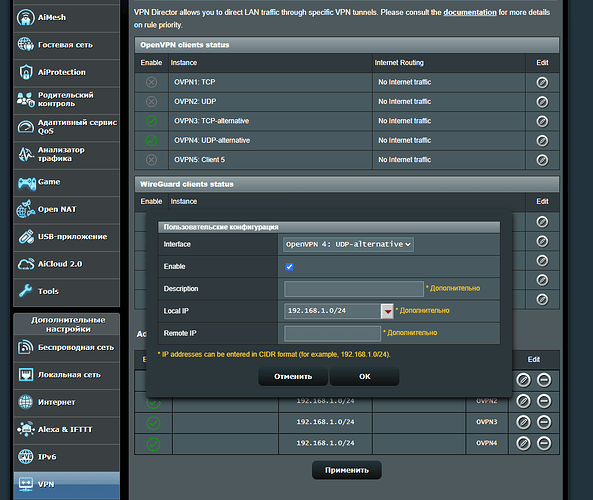 AiMesh
Гостевая сеть
AiProtection
Родительский
контроль
Адаптивный сервис
QoS
Анализатор
трафика
Game
Open NAT
USB-приложение
AiCloud 2.0
Tools
Дополнительные
настройки
Беспроводная сеть
Локальная сеть
Интернет
Alexa & IFTTT
IPv6
VPN
VPN Director allows you to direct LAN traffic through specific VPN tunnels. Please consult the documentation for more details
on rule priority.
OpenVPN clients status
Enable Instance Internet Routing Edit
OVPN1: TCP No Internet traffic
OVPN2: UDP No Internet traffic
OVPN3: TCP-alternative No Internet traffic
OVPN4: UDP-alternative No Internet traffic
OVPN5: Client 5 No Internet traffic
WireGuard clients status
Enable Instance Edit
Пользовательские конфигурация
Interface OpenVPN 4: UDP-alternative
Enable
Description * Дополнительно
Local IP 192.168.1.0/24 * Дополнительно
Remote IP * Дополнительно
* IP addresses can be entered in CIDR format (for example, 192.168.1.0/24).
Отменить OK
Edit
192.168.1.0/24 OVPN2
192.168.1.0/24 OVPN3
192.168.1.0/24 OVPN4
Применить